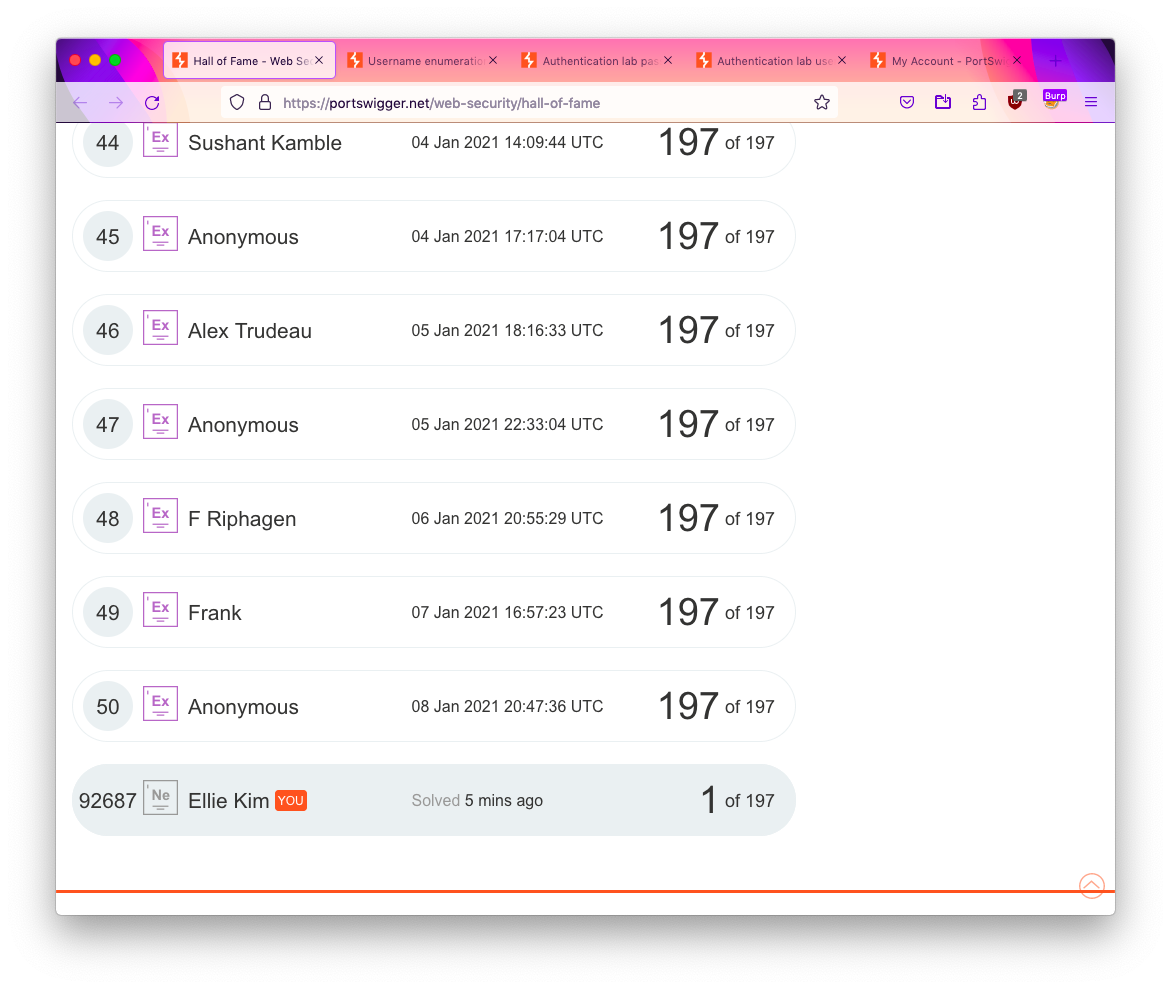 Hall of Fame - Web Sec
Username enumeration
Authentication lab pas
Authentication lab use
My Account - PortSwi
https://portswigger.net/web-security/hall-of-fame
2
Burp
44 Ex Sushant Kamble 04 Jan 2021 14:09:44 UTC 197 of 197
45 Ex Anonymous 04 Jan 2021 17:17:04 UTC 197 of 197
46 Ex Alex Trudeau 05 Jan 2021 18:16:33 UTC 197 of 197
47 Ex Anonymous 05 Jan 2021 22:33:04 UTC 197 of 197
48 Ex F Riphagen 06 Jan 2021 20:55:29 UTC 197 of 197
49 Ex Frank 07 Jan 2021 16:57:23 UTC 197 of 197
50 Ex Anonymous 08 Jan 2021 20:47:36 UTC 197 of 197
92687 Ne Ellie Kim YOU Solved 5 mins ago 1 of 197